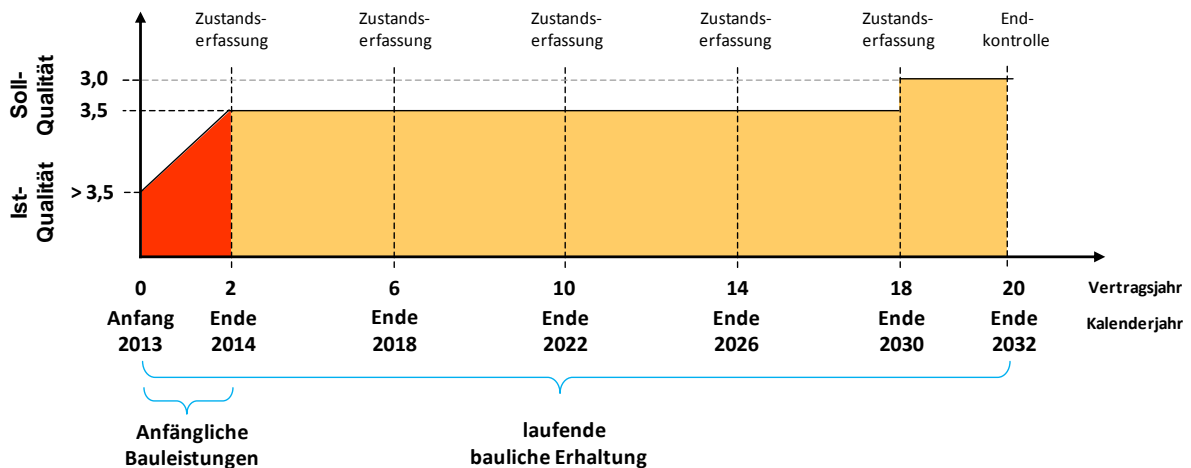 Zustands-
erfassung
Zustands-
erfassung
Zustands-
erfassung
Zustands-
erfassung
Zustands-
erfassung
End-
kontrolle
Soll-
Qualität
Ist-
Qualität
3,0
3,5
> 3,5
0
2
6
10
14
18
20
Vertragsjahr
Anfang
2013
Ende
2014
Ende
2018
Ende
2022
Ende
2026
Ende
2030
Ende
2032
Kalenderjahr
Anfängliche
Bauleistungen
laufende
bauliche Erhaltung